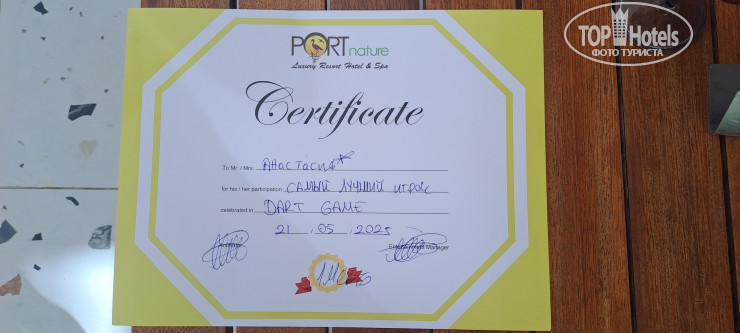 PORT nature
Luxury Resort Hotel & Spa
Certificate
To Mr. / Mrs. АНАСТАСИЯ
for his / her participation САМЫЙ ЛУЧШИЙ ИГРОК
celebrated in DART GAME
21 . 05 . 2025
Manager
TOP Hotels
ФОТО ТУРИСТА